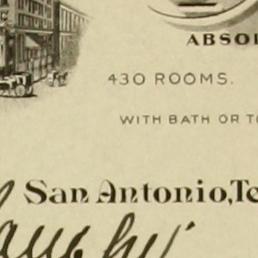 ABSOL
430 ROOMS.
WITH BATH OR T
San Antonio, Te